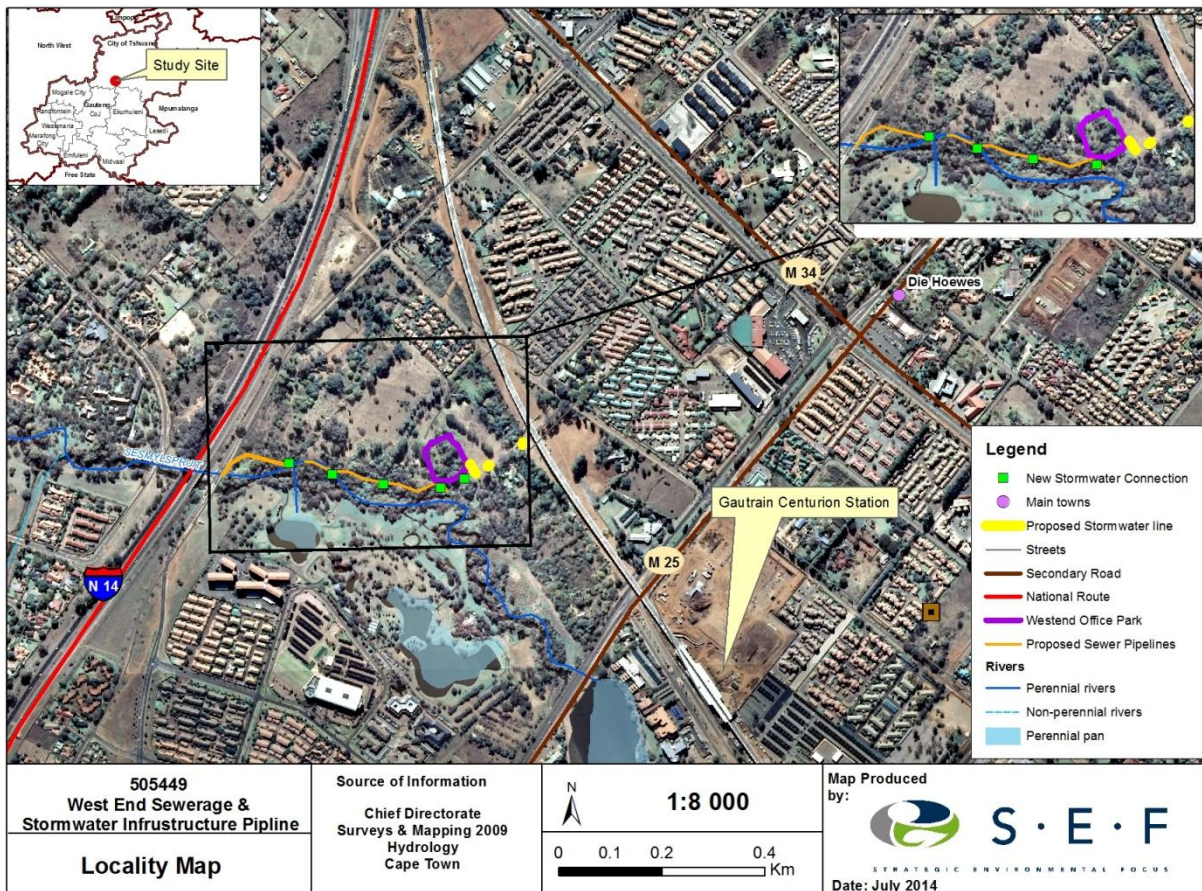 Limpopo
North West
City of Tshwane
Study Site
Mogale City
Gauteng
Mpumalanga
CoJ
Ekurhuleni
Westonaria
Lesedi
Merafong
City
Emfuleni
Midvaal
Free State
M 34
Die Hoewes
SESMYLSPRUIT
N 14
M 25
Gautrain Centurion Station
Legend
New Stormwater Connection
Main towns
Proposed Stormwater line
Streets
Secondary Road
National Route
Westend Office Park
Proposed Sewer Pipelines
Rivers
Perennial rivers
Non-perennial rivers
Perennial pan
505449
West End Sewerage &
Stormwater Infrustructure Pipline
Locality Map
Source of Information
Chief Directorate
Surveys & Mapping 2009
Hydrology
Cape Town
N
1:8 000
0 0.1 0.2 0.4
Km
Map Produced
by:
S·E·F
STRATEGIC ENVIRONMENTAL FOCUS
Date: July 2014